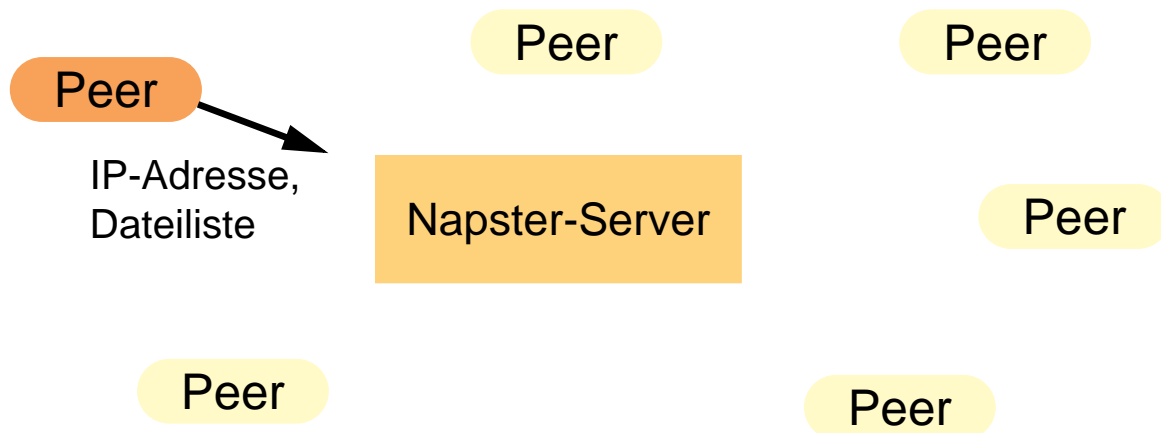 Peer
Peer
Peer
IP-Adresse,
Dateiliste
Napster-Server
Peer
Peer
Peer